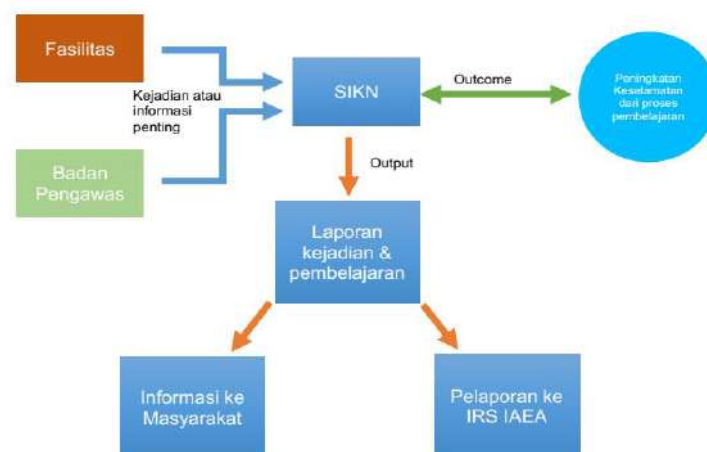 Fasilitas
Kejadian atau
informasi
penting
Badan
Pengawas
SIKN
Outcome
Peningkatan
Keselamatan
dari proses
pembelajaran
Output
Laporan
kejadian &
pembelajaran
Informasi ke
Masyarakat
Pelaporan ke
IRS IAEA